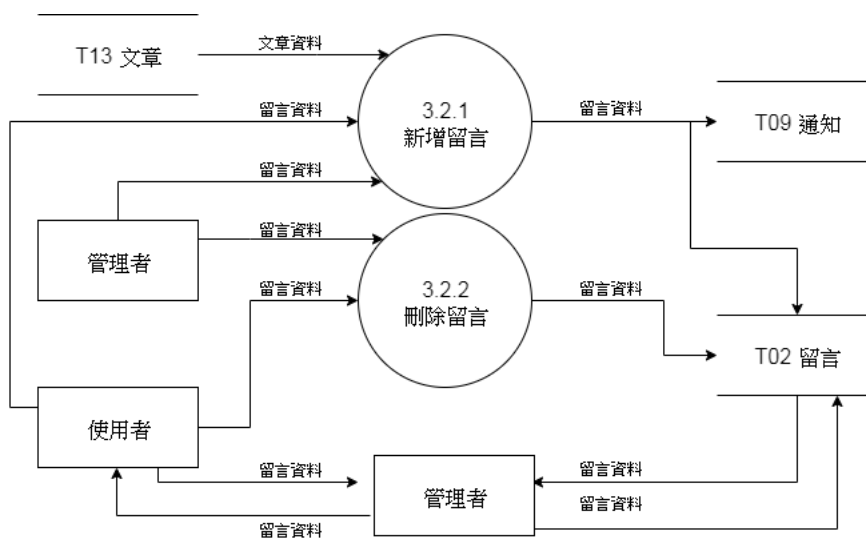 T13 文章
文章資料
留言資料
3.2.1
新增留言
留言資料
T09 通知
留言資料
管理者
留言資料
留言資料
3.2.2
刪除留言
留言資料
T02 留言
使用者
留言資料
管理者
留言資料
留言資料
留言資料